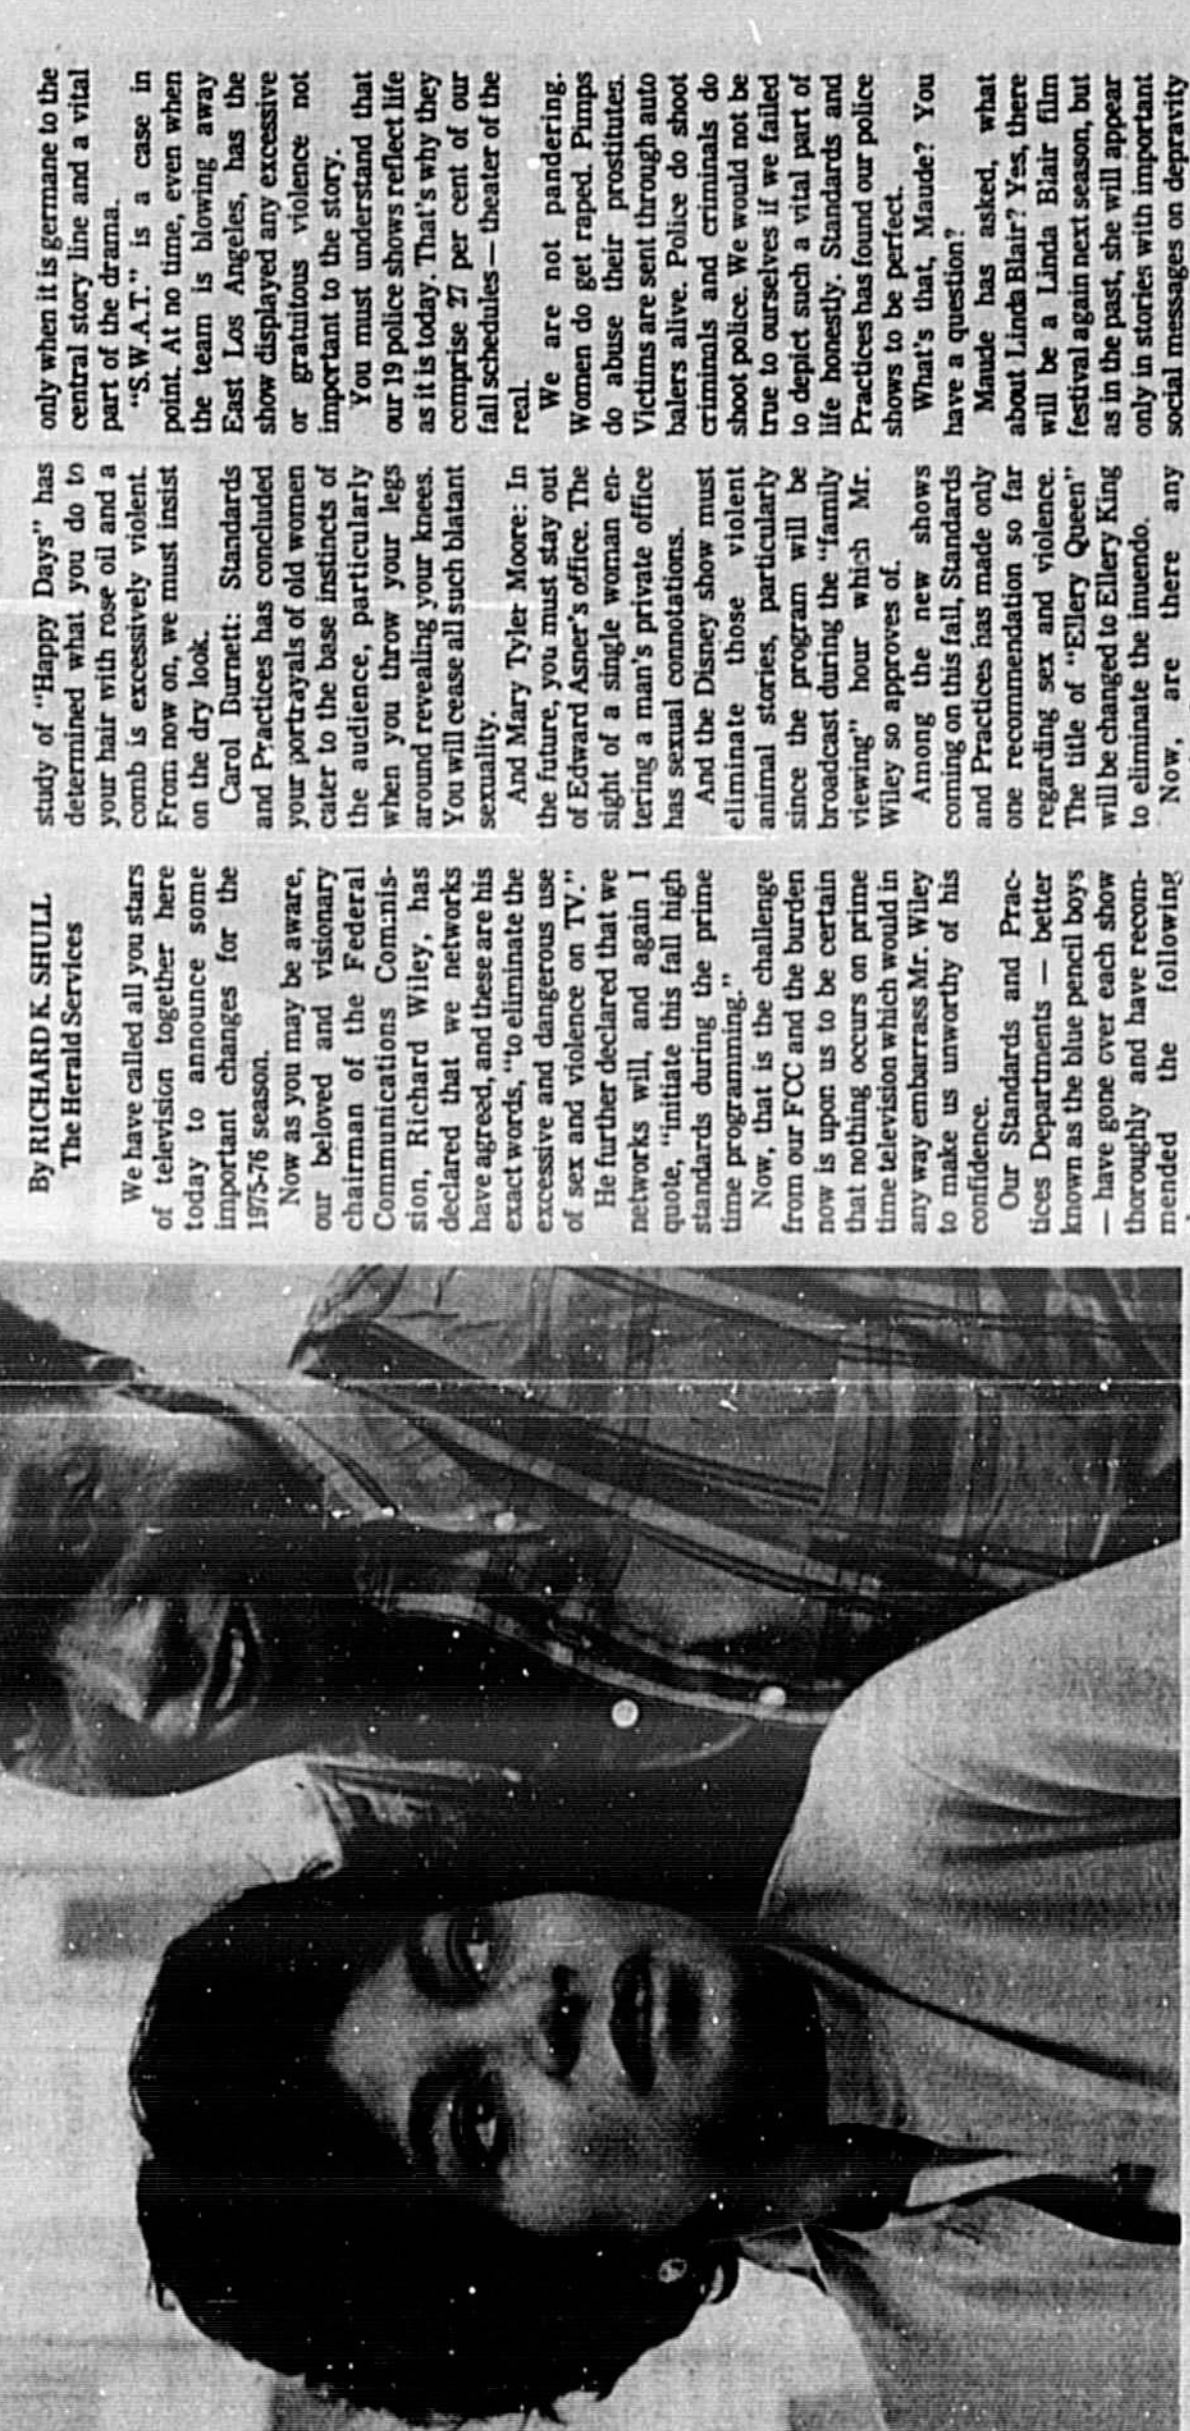 By RICHARD K. SHULL
The Herald Services
We have called all you stars
of television together here
today to announce some
important changes for the
1975-76 season.
Now as you may be aware,
our beloved and visionary
chairman of the Federal
Communications Commis-
sion, Richard Wiley, has
declared that we networks
have agreed, and these are his
exact words, "to eliminate the
excessive and dangerous use
of sex and violence on TV."
He further declared that we
networks will, and again I
quote, "initiate this fall high
standards during the prime
time programming."
Now, that is the challenge
from our FCC and the burden
now is upon us to be certain
that nothing occurs on prime
time television which would in
any way embarrass Mr. Wiley
to make us unworthy of his
confidence.
Our Standards and Prac-
tices Departments — better
known as the blue pencil boys
— have gone over each show
thoroughly and have recom-
mended the following
study of "Happy Days" has
determined what you do to
your hair with rose oil and a
comb is excessively violent.
From now on, we must insist
on the dry look.
Carol Burnett: Standards
and Practices has concluded
your portrayals of old women
cater to the base instincts of
the audience, particularly
when you throw your legs
around revealing your knees.
You will cease all such blatant
sexuality.
And Mary Tyler Moore: In
the future, you must stay out
of Edward Asner's office. The
sight of a single woman en-
tering a man's private office
has sexual connotations.
And the Disney show must
eliminate those violent
animal stories, particularly
since the program will be
broadcast during the "family
viewing" hour which Mr.
Wiley so approves of.
Among the new shows
coming on this fall, Standards
and Practices has made only
one recommendation so far
regarding sex and violence.
The title of "Ellery Queen"
will be changed to Ellery King
to eliminate the inuendo.
Now, are there any
only when it is germane to the
central story line and a vital
part of the drama.
"S.W.A.T." is a case in
point. At no time, even when
the team is blowing away
East Los Angeles, has the
show displayed any excessive
or gratuitous violence not
important to the story.
You must understand that
our 19 police shows reflect life
as it is today. That's why they
comprise 27 per cent of our
fall schedules — theater of the
real.
We are not pandering.
Women do get raped. Pimps
do abuse their prostitutes.
Victims are sent through auto
balers alive. Police do shoot
criminals and criminals do
shoot police. We would not be
true to ourselves if we failed
to depict such a vital part of
life honestly. Standards and
Practices has found our police
shows to be perfect.
What's that, Maude? You
have a question?
Maude has asked, what
about Linda Blair? Yes, there
will be a Linda Blair film
festival again next season, but
as in the past, she will appear
only in stories with important
social messages on depravity